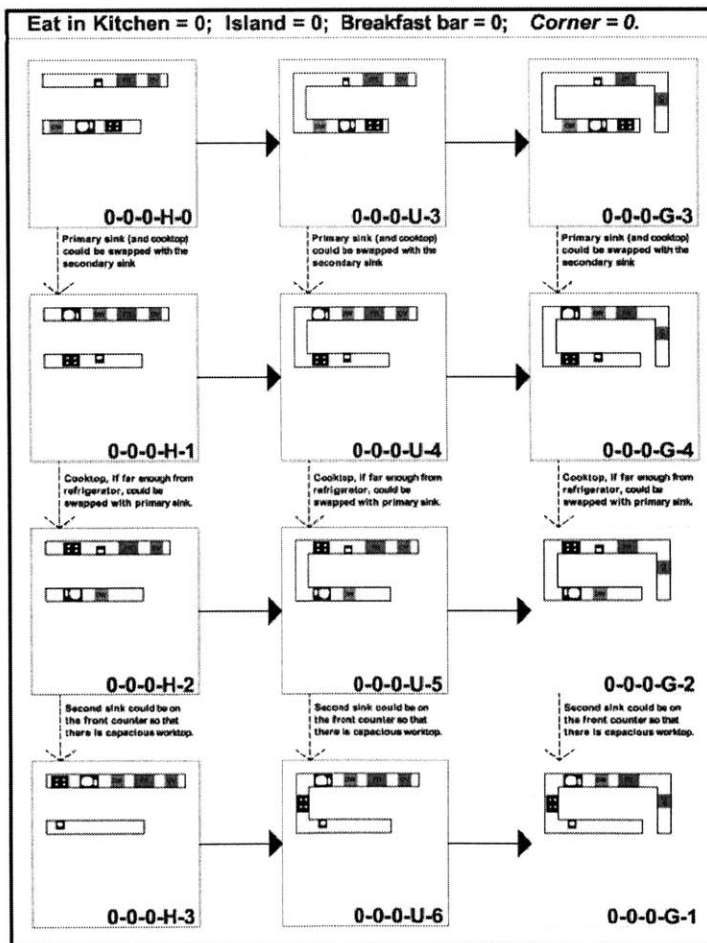 Eat in Kitchen = 0; Island = 0; Breakfast bar = 0; Corner = 0.
0-0-0-H-0
0-0-0-U-3
0-0-0-G-3
Primary sink (and cooktop)
could be swapped with the
secondary sink
Primary sink (and cooktop)
could be swapped with the
secondary sink
Primary sink (and cooktop)
could be swapped with the
secondary sink
0-0-0-H-1
0-0-0-U-4
0-0-0-G-4
Cooktop, if far enough from
refrigerator, could be
swapped with primary sink.
Cooktop, if far enough from
refrigerator, could be
swapped with primary sink.
Cooktop, if far enough from
refrigerator, could be
swapped with primary sink.
0-0-0-H-2
0-0-0-U-5
0-0-0-G-2
Second sink could be on
the front counter so that
there is capacious worktop.
Second sink could be on
the front counter so that
there is capacious worktop.
Second sink could be on
the front counter so that
there is capacious worktop.
0-0-0-H-3
0-0-0-U-6
0-0-0-G-1